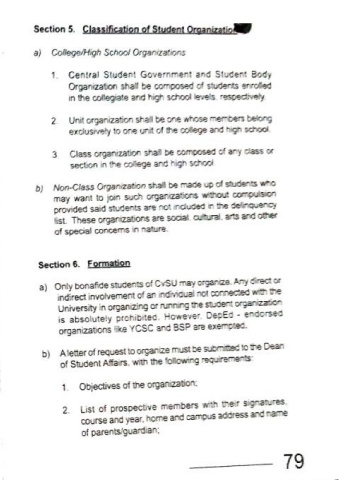 Section 5. Classification of Student Organization
a) College/High School Organizations
1. Central Student Government and Student Body
Organization shall be composed of students enrolled
in the collegiate and high school levels, respectively.
2. Unit organization shall be one whose members belong
exclusively to one unit of the college and high school.
3. Class organization shall be composed of any class or
section in the college and high school
b) Non-Class Organization shall be made up of students who
may want to join such organizations without compulsion
provided said students are not included in the delinquency
list. These organizations are social, cultural, arts and other
of special concerns in nature.
Section 6. Formation
a) Only bonafide students of CvSU may organize. Any direct or
indirect involvement of an individual not connected with the
University in organizing or running the student organization
is absolutely prohibited. However, DepEd - endorsed
organizations like YCSC and BSP are exempted.
b) A letter of request to organize must be submitted to the Dean
of Student Affairs, with the following requirements:
1. Objectives of the organization;
2. List of prospective members with their signatures,
course and year, home and campus address and name
of parents/guardian;
79